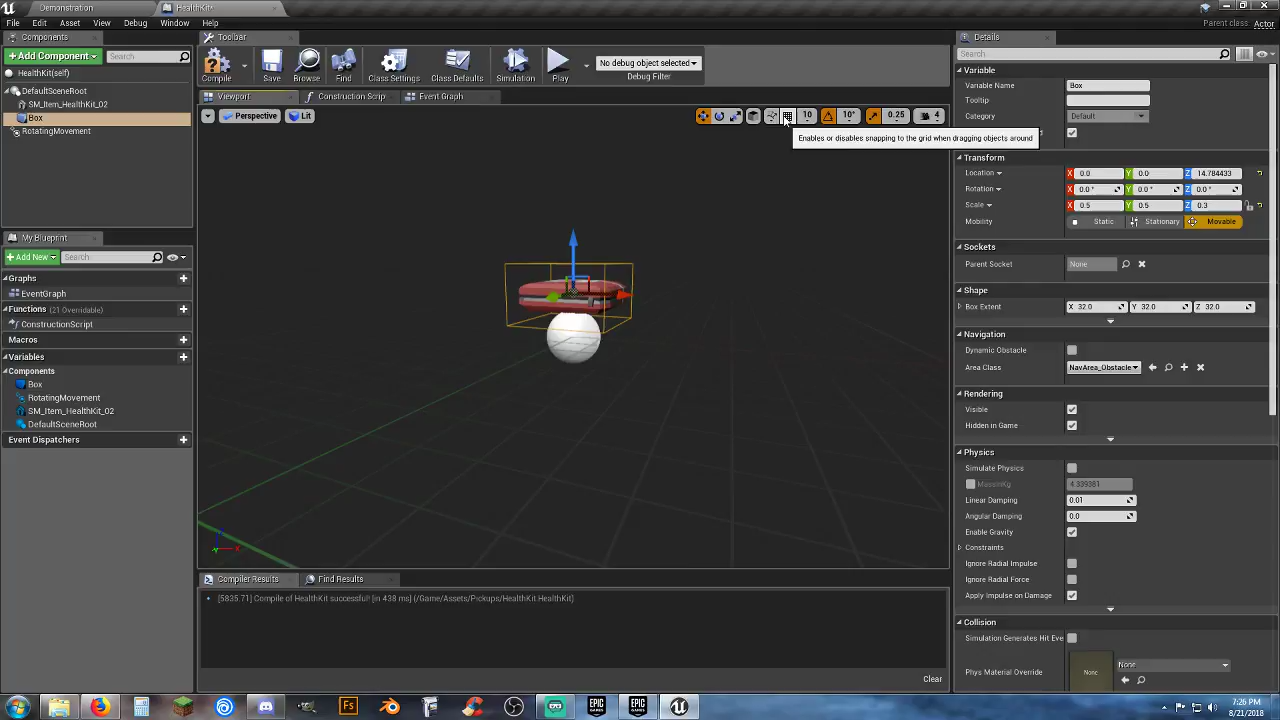 Demonstration
HealthKit*
File Edit Asset View Debug Window Help
Parent class: Actor
Components
Toolbar
Details
Add Component
Search
HealthKit(self)
DefaultSceneRoot
SM_Item_HealthKit_02
Box
RotatingMovement
Compile
Save
Browse
Find
Class Settings
Class Defaults
Simulation
Play
No debug object selected
Debug Filter
Viewport
Construction Scrip
Event Graph
Perspective
Lit
10
10°
0.25
4
Enables or disables snapping to the grid when dragging objects around
My Blueprint
Add New
Search
Graphs
EventGraph
Functions (21 Overridable)
ConstructionScript
Macros
Variables
Components
Box
RotatingMovement
SM_Item_HealthKit_02
DefaultSceneRoot
Event Dispatchers
Compiler Results
Find Results
[5835.71] Compile of HealthKit successful! [in 438 ms] (/Game/Assets/Pickups/HealthKit.HealthKit)
Clear
Search
Variable
Variable Name Box
Tooltip
Category Default
Transform
Location X 0.0 Y 0.0 Z 14.784433
Rotation X 0.0 ° Y 0.0 ° Z 0.0 °
Scale X 0.5 Y 0.5 Z 0.3
Mobility Static Stationary Movable
Sockets
Parent Socket None
Shape
Box Extent X 32.0 Y 32.0 Z 32.0
Navigation
Dynamic Obstacle
Area Class NavArea_Obstacle
Rendering
Visible
Hidden in Game
Physics
Simulate Physics
MassInKg 4.339381
Linear Damping 0.01
Angular Damping 0.0
Enable Gravity
Constraints
Ignore Radial Impulse
Ignore Radial Force
Apply Impulse on Damage
Collision
Simulation Generates Hit Eve
Phys Material Override None None
EPIC GAMES
EPIC GAMES
Fs
7:26 PM
8/21/2018